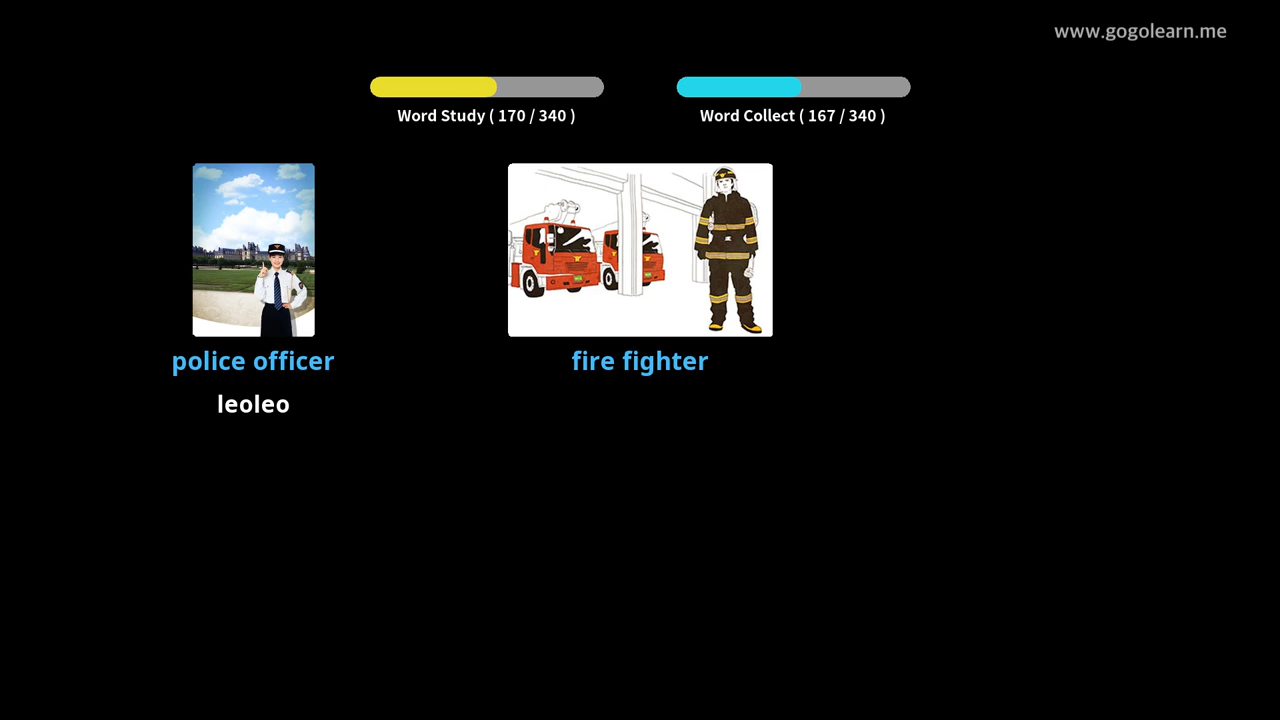 www.gogolearn.me
Word Study ( 170 / 340 )
Word Collect ( 167 / 340 )
police officer
fire fighter
leoleo